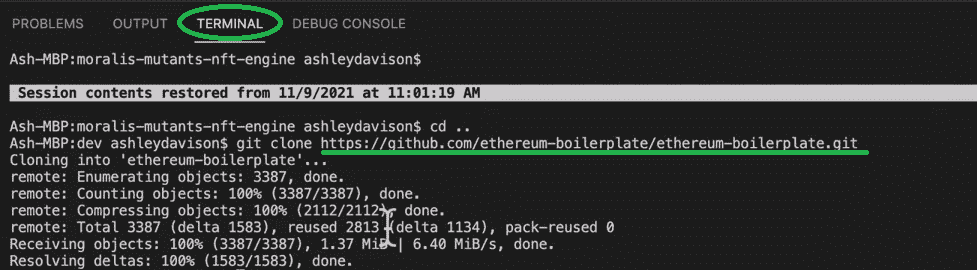 PROBLEMS OUTPUT TERMINAL DEBUG CONSOLE
Ash-MBP:moralis-mutants-nft-engine ashleydavison$
Session contents restored from 11/9/2021 at 11:01:19 AM
Ash-MBP:moralis-mutants-nft-engine ashleydavison$ cd ..
Ash-MBP:dev ashleydavison$ git clone https://github.com/ethereum-boilerplate/ethereum-boilerplate.git
Cloning into 'ethereum-boilerplate'...
remote: Enumerating objects: 3387, done.
remote: Counting objects: 100% (3387/3387), done.
remote: Compressing objects: 100% (2112/2112), done.
remote: Total 3387 (delta 1583), reused 2813 (delta 1134), pack-reused 0
Receiving objects: 100% (3387/3387), 1.37 MiB | 6.40 MiB/s, done.
Resolving deltas: 100% (1583/1583), done.